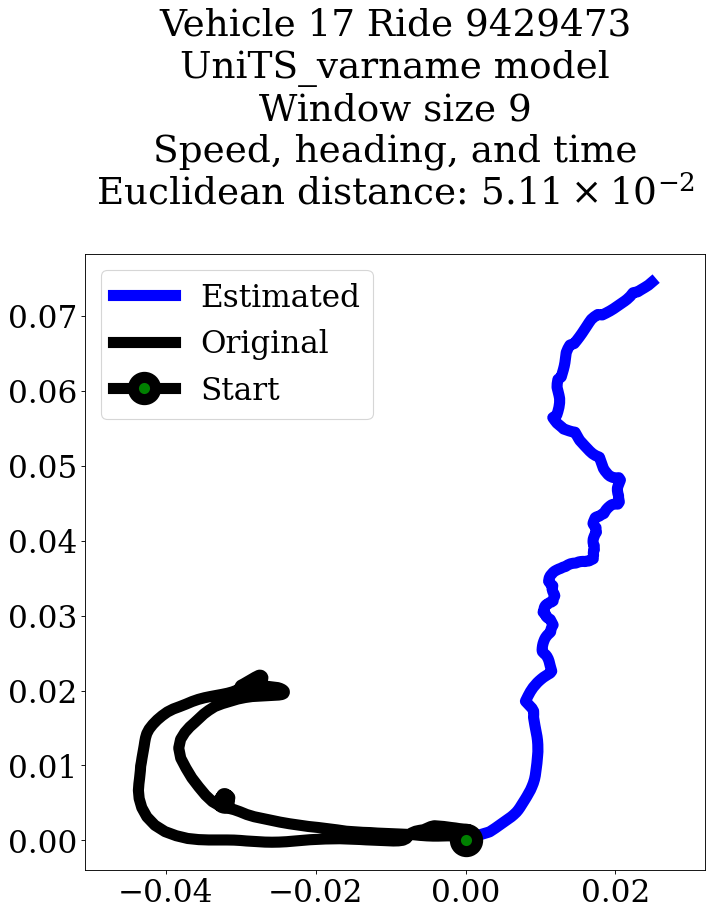 Vehicle 17 Ride 9429473
UniTS_varname model
Window size 9
Speed, heading, and time
Euclidean distance: 5.11 × 10⁻²
Estimated
Original
Start
0.07
0.06
0.05
0.04
0.03
0.02
0.01
0.00
−0.04 −0.02 0.00 0.02